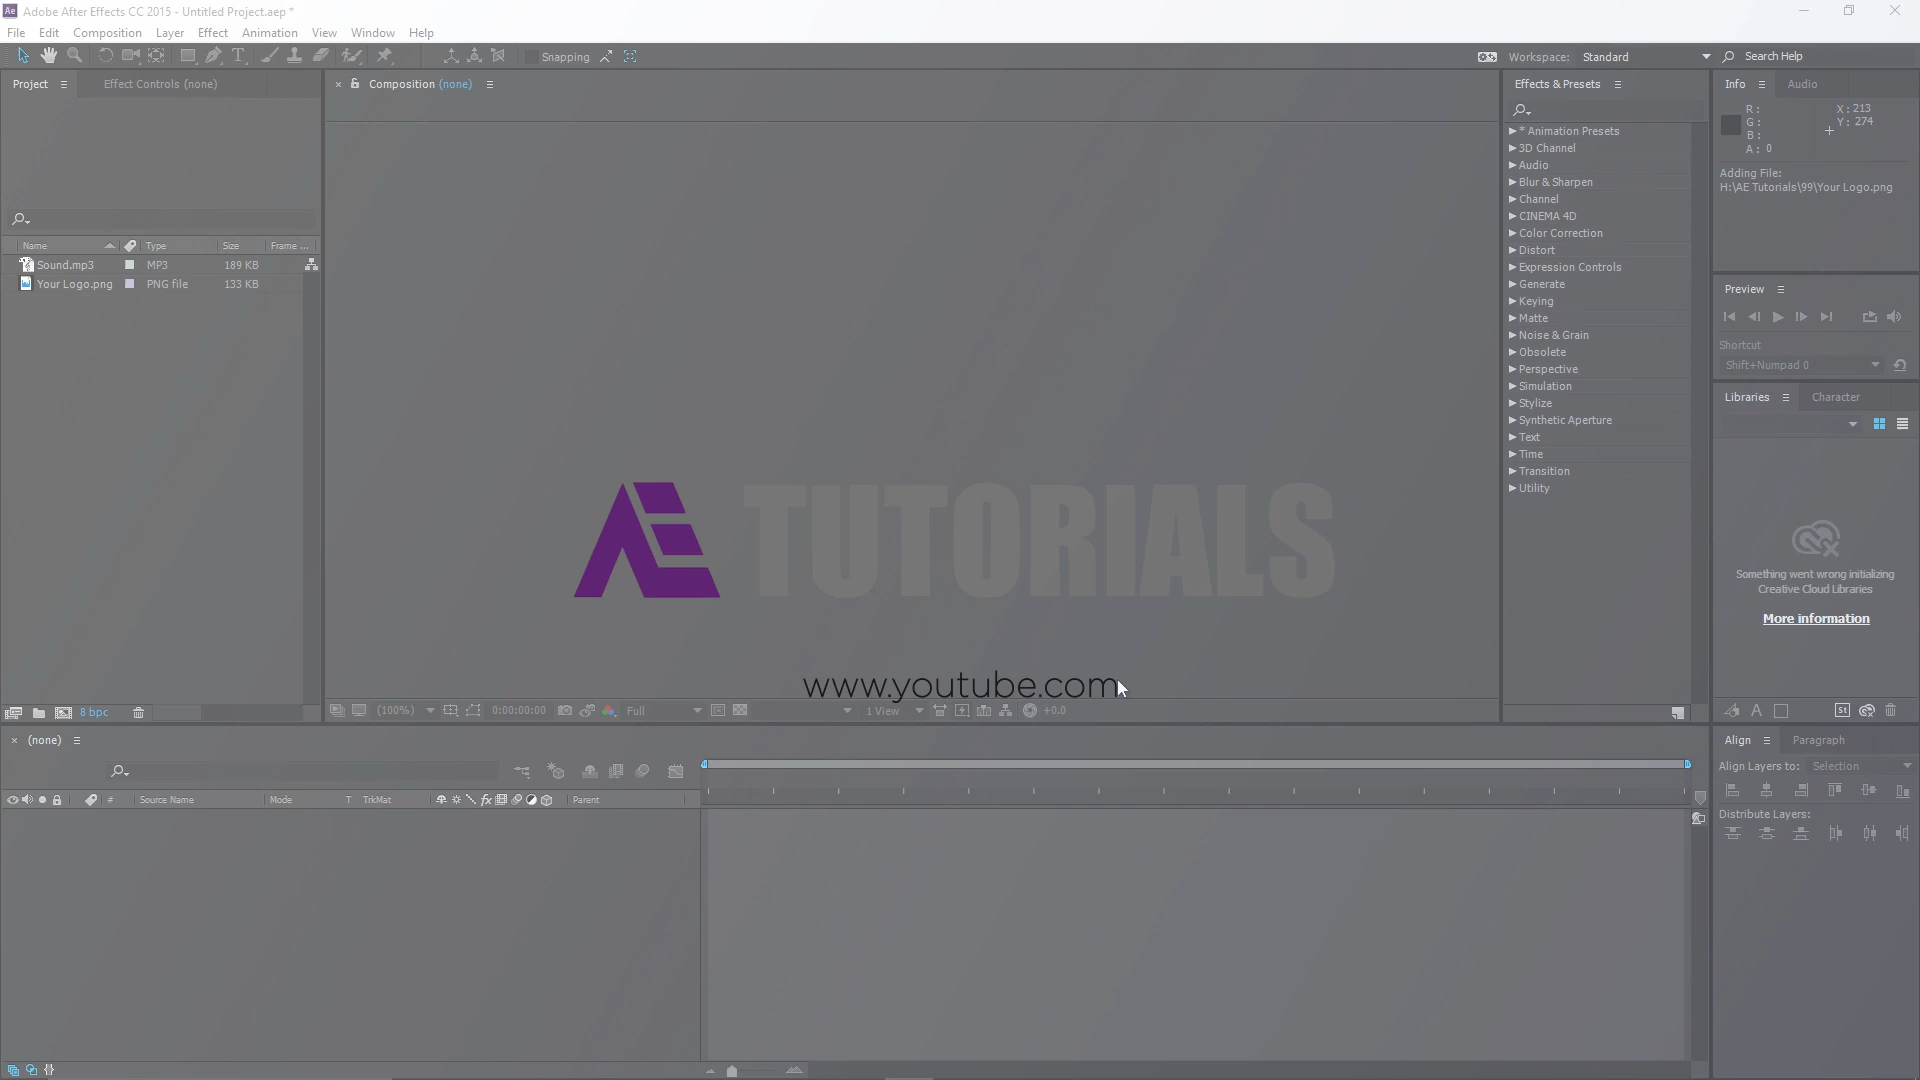 Adobe After Effects CC 2015 - Untitled Project.aep *
File Edit Composition Layer Effect Animation View Window Help
Snapping
Workspace: Standard
Search Help
Project
Effect Controls (none)
Composition (none)
Effects & Presets
Info
Audio
R :
G :
B :
A : 0
X : 213
Y : 274
Adding File:
H:\AE Tutorials\99\Your Logo.png
* Animation Presets
3D Channel
Audio
Blur & Sharpen
Channel
CINEMA 4D
Color Correction
Distort
Expression Controls
Generate
Keying
Matte
Noise & Grain
Obsolete
Perspective
Simulation
Stylize
Synthetic Aperture
Text
Time
Transition
Utility
Name Type Size Frame ...
Sound.mp3 MP3 189 KB
Your Logo.png PNG file 133 KB
Preview
Shortcut
Shift+Numpad 0
Libraries
Character
Something went wrong initializing
Creative Cloud Libraries
More information
AE TUTORIALS
www.youtube.com
8 bpc
(100%)
0:00:00:00
Full
1 View
+0.0
St
(none)
# Source Name Mode T TrkMat fx Parent
Align
Paragraph
Align Layers to: Selection
Distribute Layers: